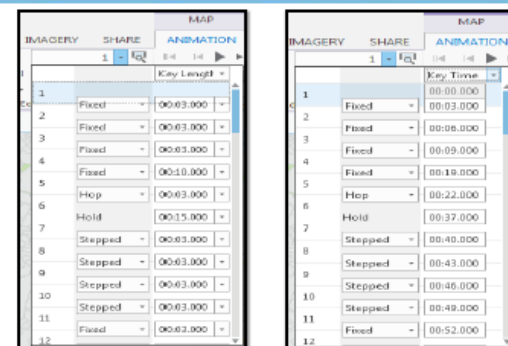 MAP
IMAGERY SHARE ANIMATION
1
Key Lengt
1
Fixed 00:03.000
2
Fixed 00:03.000
3
Fixed 00:03.000
4
Fixed 00:10.000
5
Hop 00:03.000
6
Hold 00:15.000
7
Stepped 00:03.000
8
Stepped 00:03.000
9
Stepped 00:03.000
10
Stepped 00:03.000
11
Fixed 00:03.000
12
MAP
IMAGERY SHARE ANIMATION
1
Key Time
1 00:00.000
Fixed 00:03.000
2
Fixed 00:06.000
3
Fixed 00:09.000
4
Fixed 00:19.000
5
Hop 00:22.000
6
Hold 00:37.000
7
Stepped 00:40.000
8
Stepped 00:43.000
9
Stepped 00:46.000
10
Stepped 00:49.000
11
Fixed 00:52.000
12